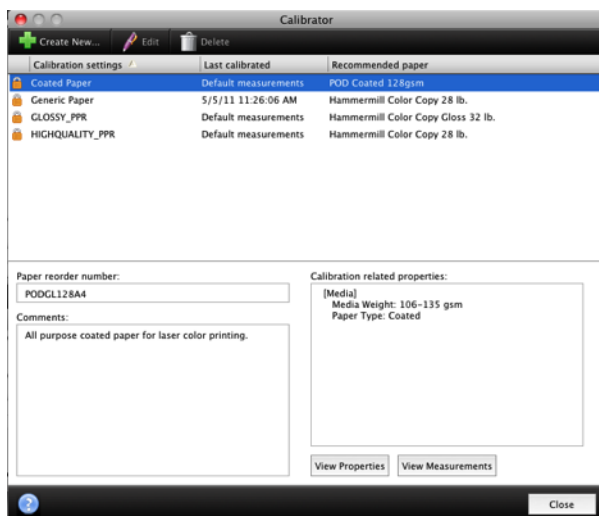 Calibrator
Create New... Edit Delete
Calibration settings Last calibrated Recommended paper
Coated Paper Default measurements POD Coated 128gsm
Generic Paper 5/5/11 11:26:06 AM Hammermill Color Copy 28 lb.
GLOSSY_PPR Default measurements Hammermill Color Copy Gloss 32 lb.
HIGHQUALITY_PPR Default measurements Hammermill Color Copy 28 lb.
Paper reorder number: Calibration related properties:
PODGL128A4 [Media]
Media Weight: 106-135 gsm
Comments: Paper Type: Coated
All purpose coated paper for laser color printing.
View Properties View Measurements
? Close